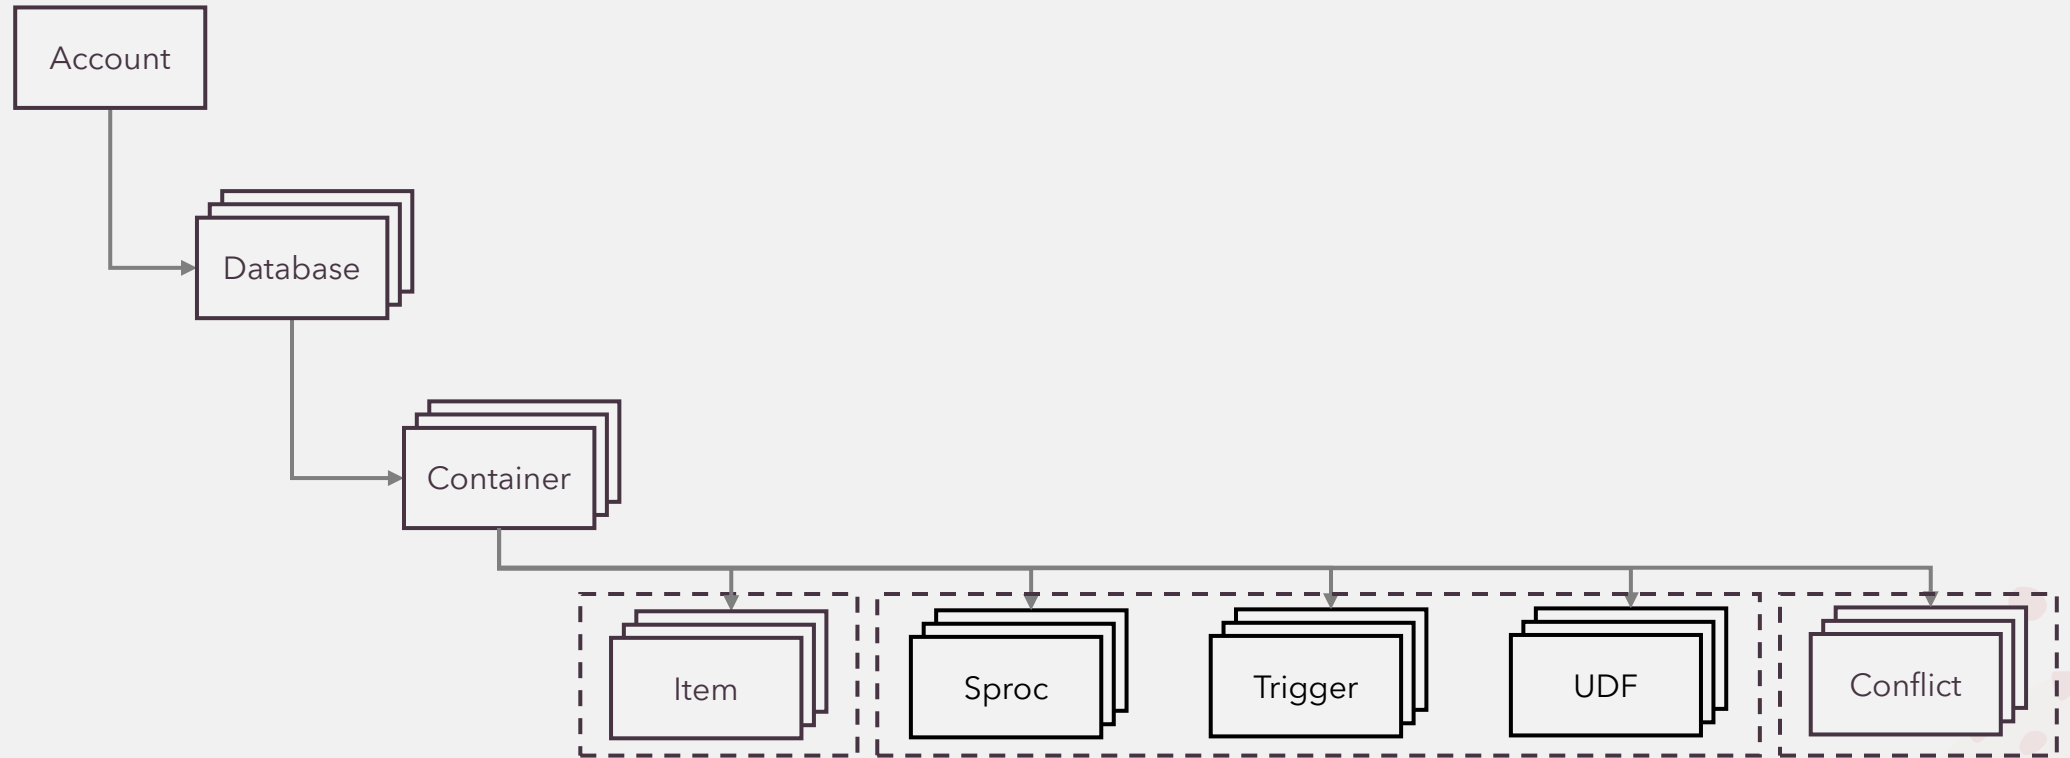 Account
Database
Container
Item
Sproc
Trigger
UDF
Conflict